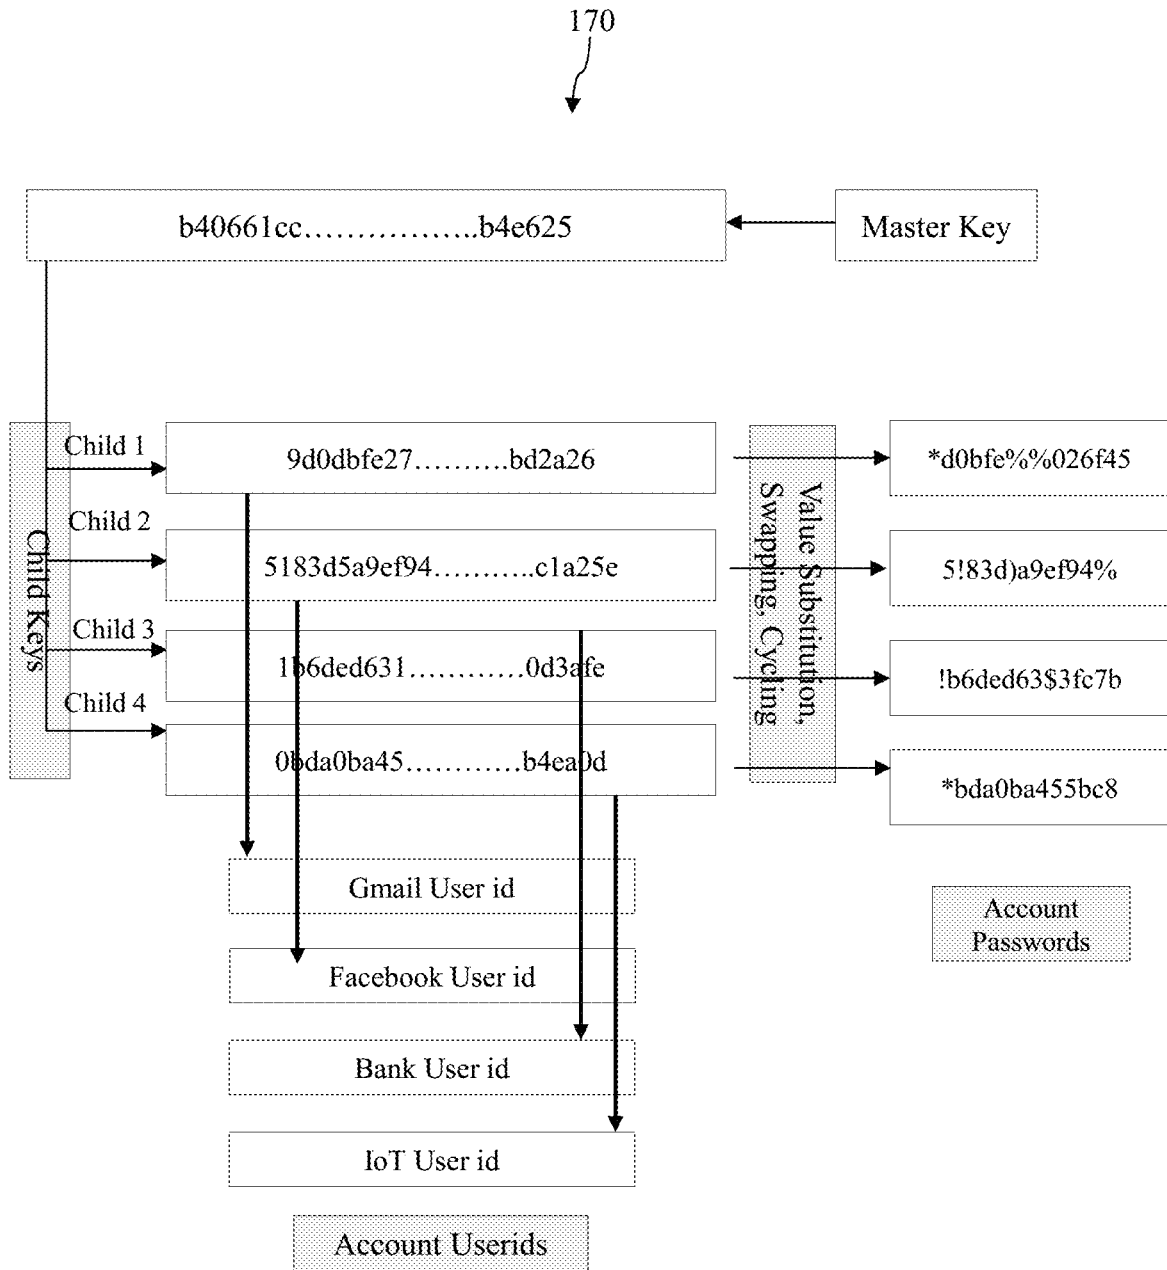 170
b40661cc………………..b4e625
Master Key
Child Keys
Child 1
9d0dbfe27……….bd2a26
Child 2
5183d5a9ef94………..c1a25e
Child 3
1b6ded631…………0d3afe
Child 4
0bda0ba45…………b4ea0d
Value Substitution,
Swapping, Cycling
*d0bfe%%026f45
5!83d)a9ef94%
!b6ded63$3fc7b
*bda0ba455bc8
Account
Passwords
Gmail User id
Facebook User id
Bank User id
IoT User id
Account Userids